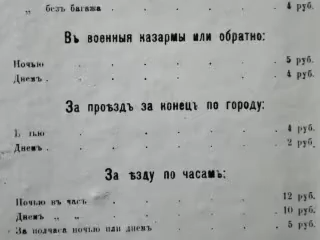 „ безъ багажа . . . . . 4 руб.
Въ военныя казармы или обратно:
Ночью . . . . . 5 руб.
Днемъ . . . . . 4 руб.
За проѣздъ за конецъ по городу:
4 руб.
Днемъ . . . . . 2 руб.
За ѣзду по часамъ:
Ночью въ часъ . . . . 12 руб.
Днемъ „ „ . . . . 10 руб.
За полчаса ночью или днемъ . . 5 руб.